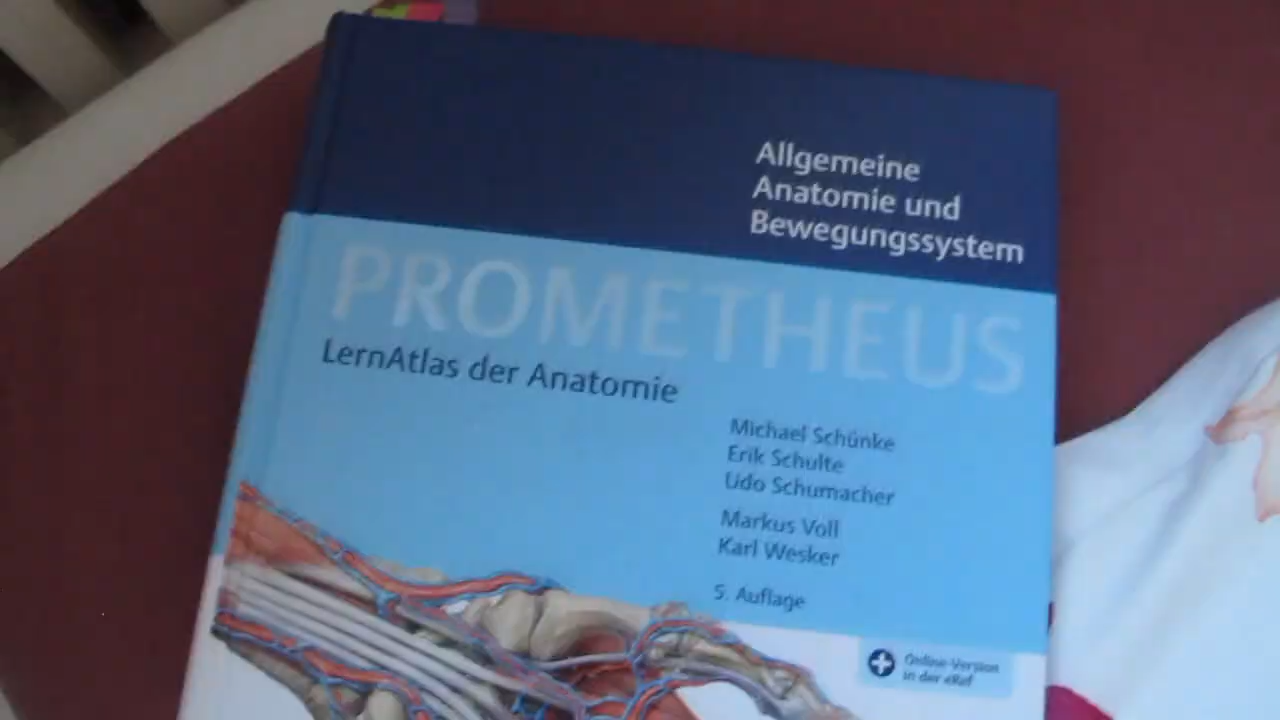 Allgemeine
Anatomie und
Bewegungssystem
PROMETHEUS
LernAtlas der Anatomie
Michael Schünke
Erik Schulte
Udo Schumacher
Markus Voll
Karl Wesker
5. Auflage
Online-Version
in der eRef